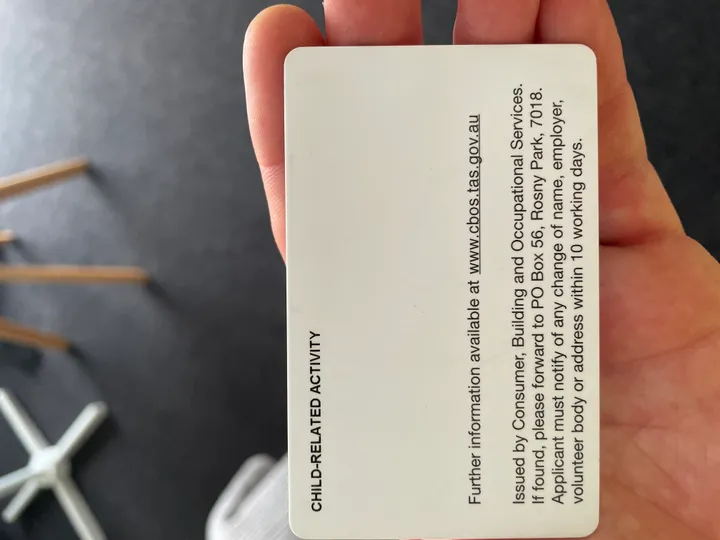 CHILD-RELATED ACTIVITY
Further information available at www.cbos.tas.gov.au
Issued by Consumer, Building and Occupational Services.
If found, please forward to PO Box 56, Rosny Park, 7018.
Applicant must notify of any change of name, employer,
volunteer body or address within 10 working days.